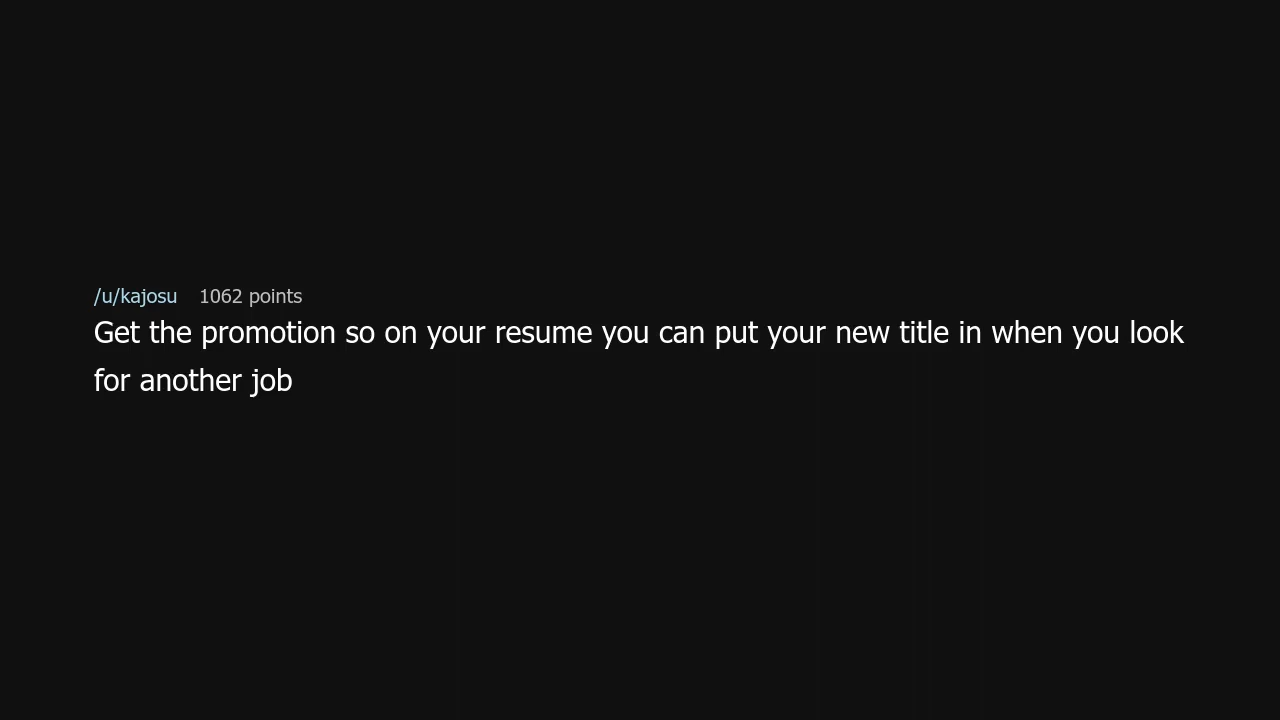 /u/kajosu 1062 points
Get the promotion so on your resume you can put your new title in when you look
for another job